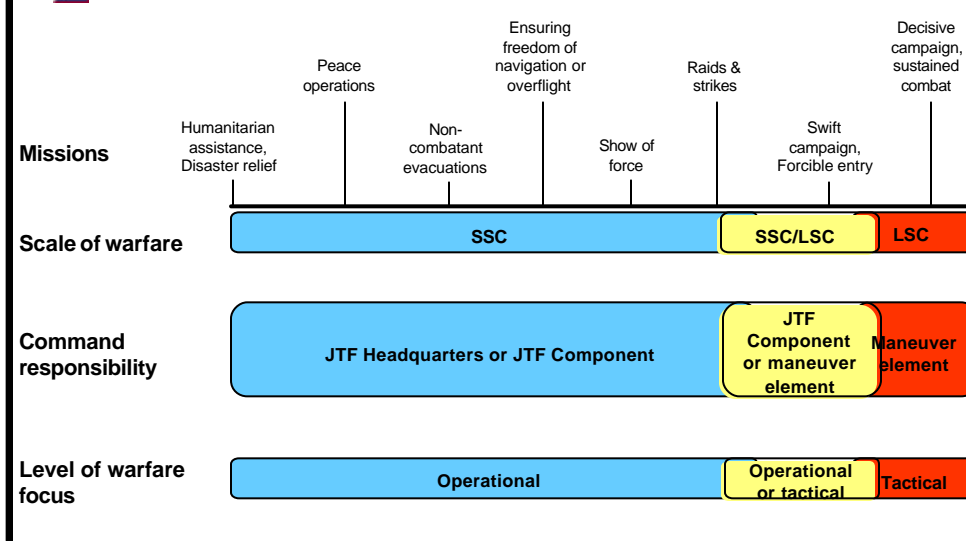 Ensuring
freedom of
navigation or
overflight
Decisive
campaign,
sustained
combat
Peace
operations
Raids &
strikes
Missions
Humanitarian
assistance,
Disaster relief
Non-
combatant
evacuations
Show of
force
Swift
campaign,
Forcible entry
Scale of warfare
SSC
SSC/LSC
LSC
Command
responsibility
JTF Headquarters or JTF Component
JTF
Component
or maneuver
element
Maneuver
element
Level of warfare
focus
Operational
Operational
or tactical
Tactical